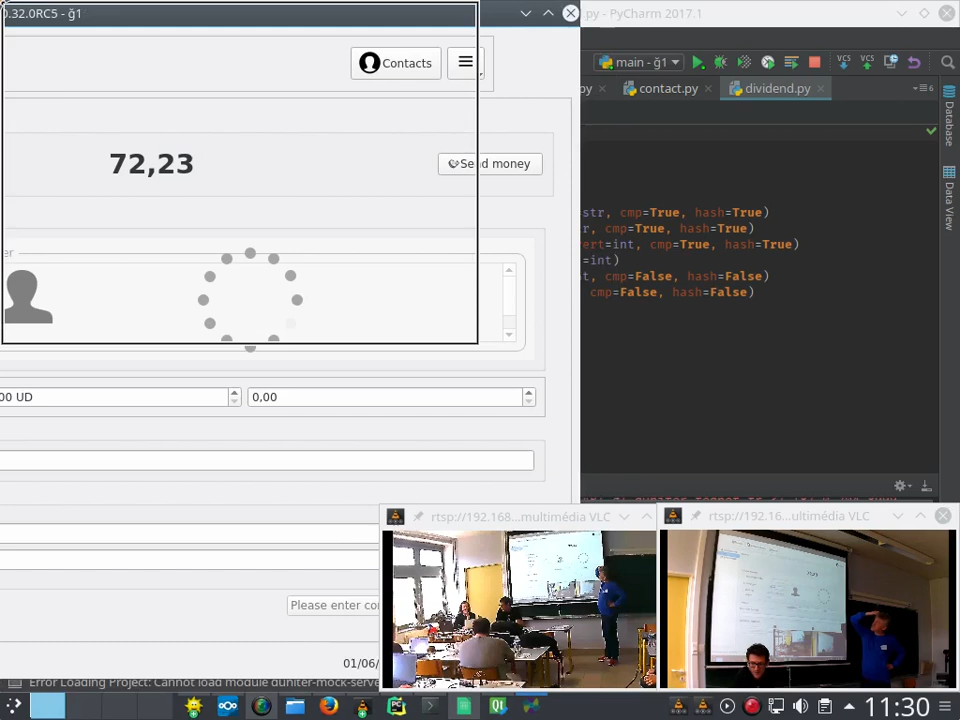 0.32.0RC5 - ğ1
.py - PyCharm 2017.1
Contacts
main - ğ1
py
contact.py
dividend.py
6
72,23
Send money
Database
Data View
str, cmp=True, hash=True)
r, cmp=True, hash=True)
ert=int, cmp=True, hash=True)
=int)
t, cmp=False, hash=False)
cmp=False, hash=False)
er
00 UD
0,00
rtsp://192.168...multimédia VLC
rtsp://192.16...ultimédia VLC
Please enter co
01/06/
Error Loading Project: Cannot load module duniter-mock-serve
11:30